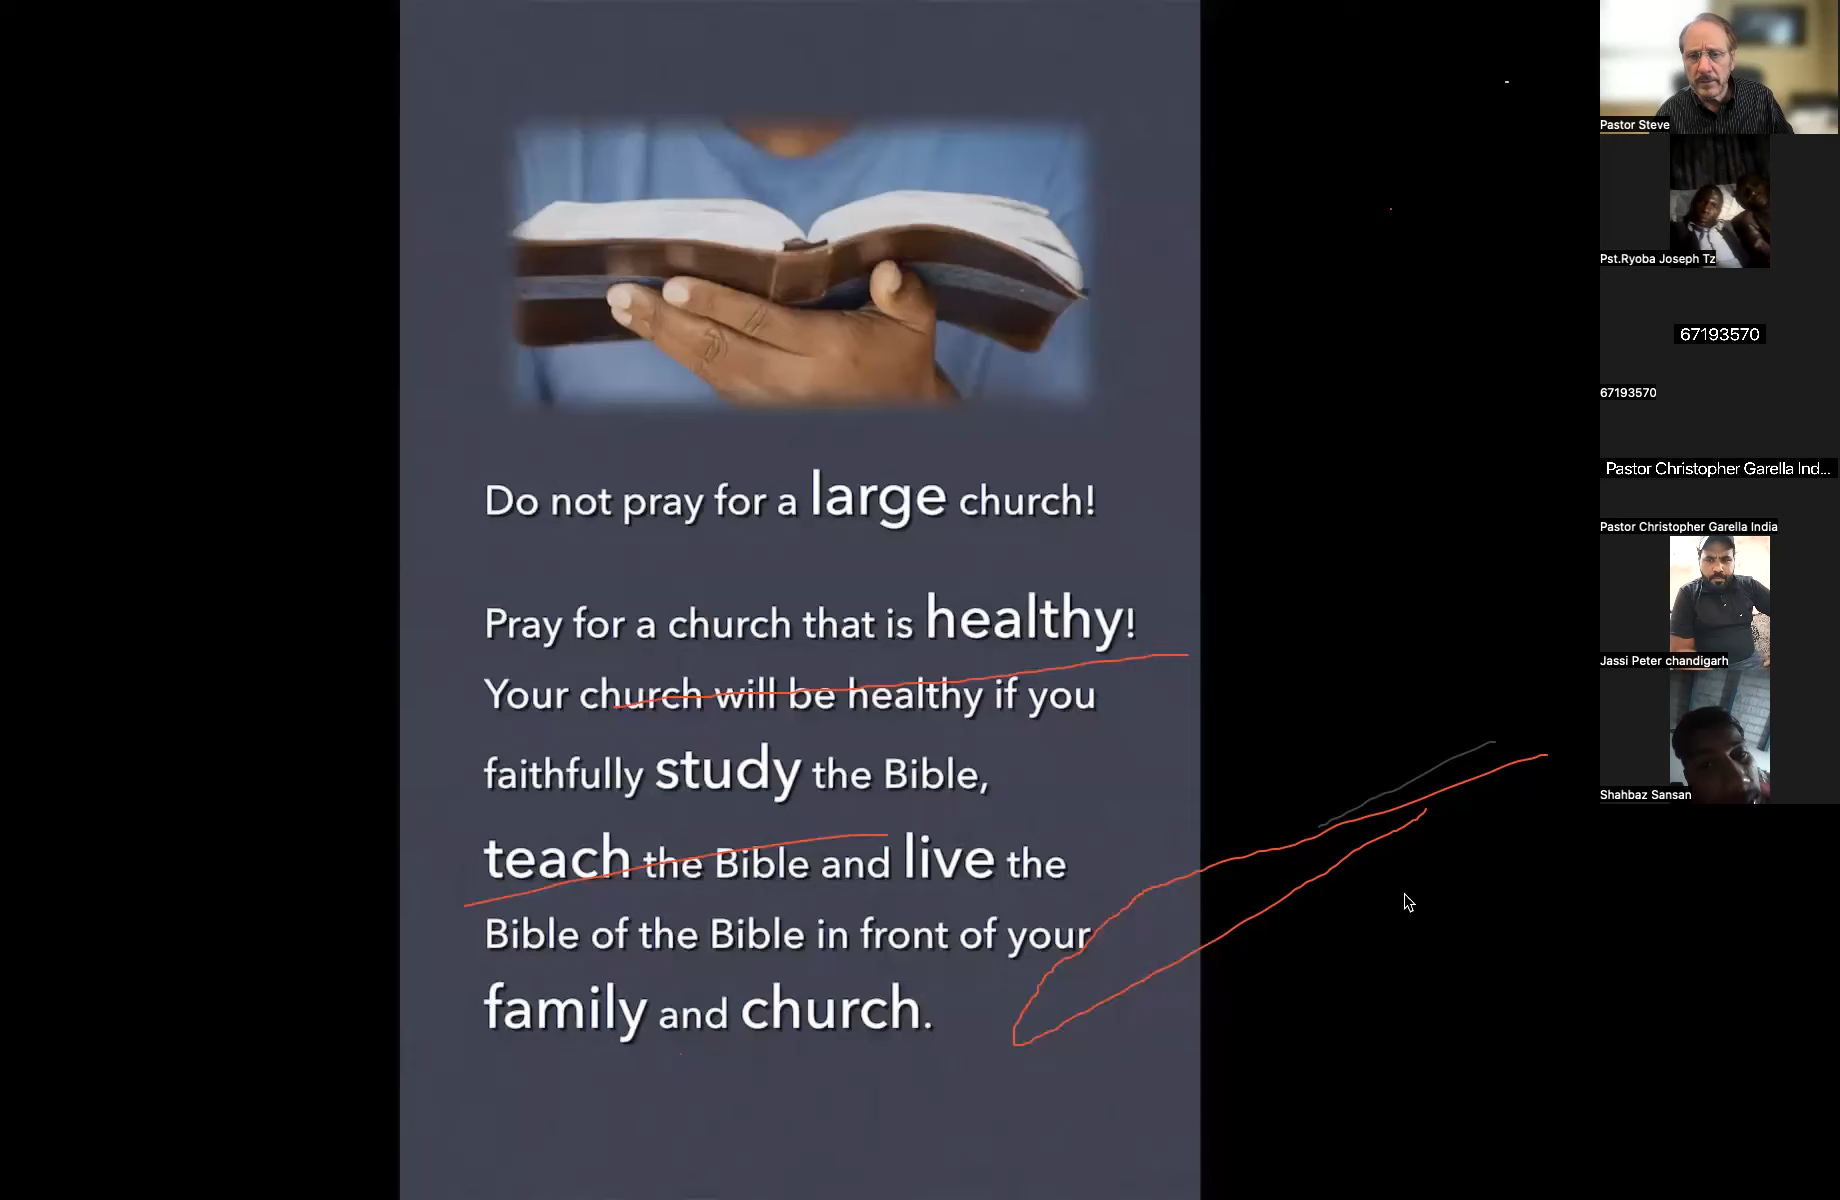 Do not pray for a large church!
Pray for a church that is healthy!
Your church will be healthy if you
faithfully study the Bible,
teach the Bible and live the
Bible of the Bible in front of your
family and church.
Pastor Steve
Pst.Ryoba Joseph Tz
67193570
67193570
Pastor Christopher Garella Ind...
Pastor Christopher Garella India
Jassi Peter chandigarh
Shahbaz Sansan